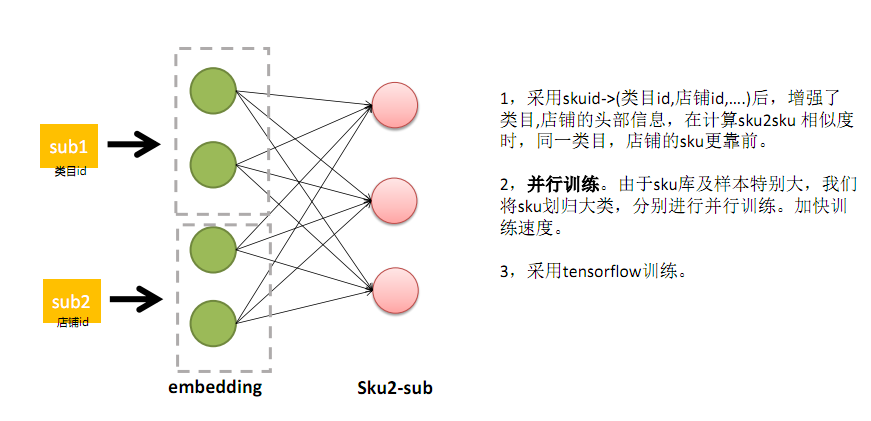 sub1
类目id
sub2
店铺id
embedding
Sku2-sub
1，采用skuid->(类目id,店铺id,….)后，增强了
类目,店铺的头部信息，在计算sku2sku 相似度
时，同一类目，店铺的sku更靠前。
2，并行训练。由于sku库及样本特别大，我们
将sku划归大类，分别进行并行训练。加快训
练速度。
3，采用tensorflow训练。